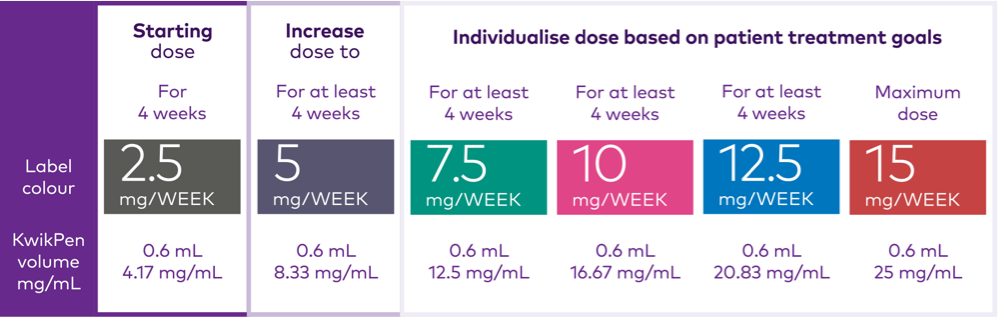 Starting
dose
Increase
dose to
Individualise dose based on patient treatment goals
For
4 weeks
For at least
4 weeks
For at least
4 weeks
For at least
4 weeks
For at least
4 weeks
Maximum
dose
Label
colour
2.5
mg/WEEK
5
mg/WEEK
7.5
mg/WEEK
10
mg/WEEK
12.5
mg/WEEK
15
mg/WEEK
KwikPen
volume
mg/mL
0.6 mL
4.17 mg/mL
0.6 mL
8.33 mg/mL
0.6 mL
12.5 mg/mL
0.6 mL
16.67 mg/mL
0.6 mL
20.83 mg/mL
0.6 mL
25 mg/mL